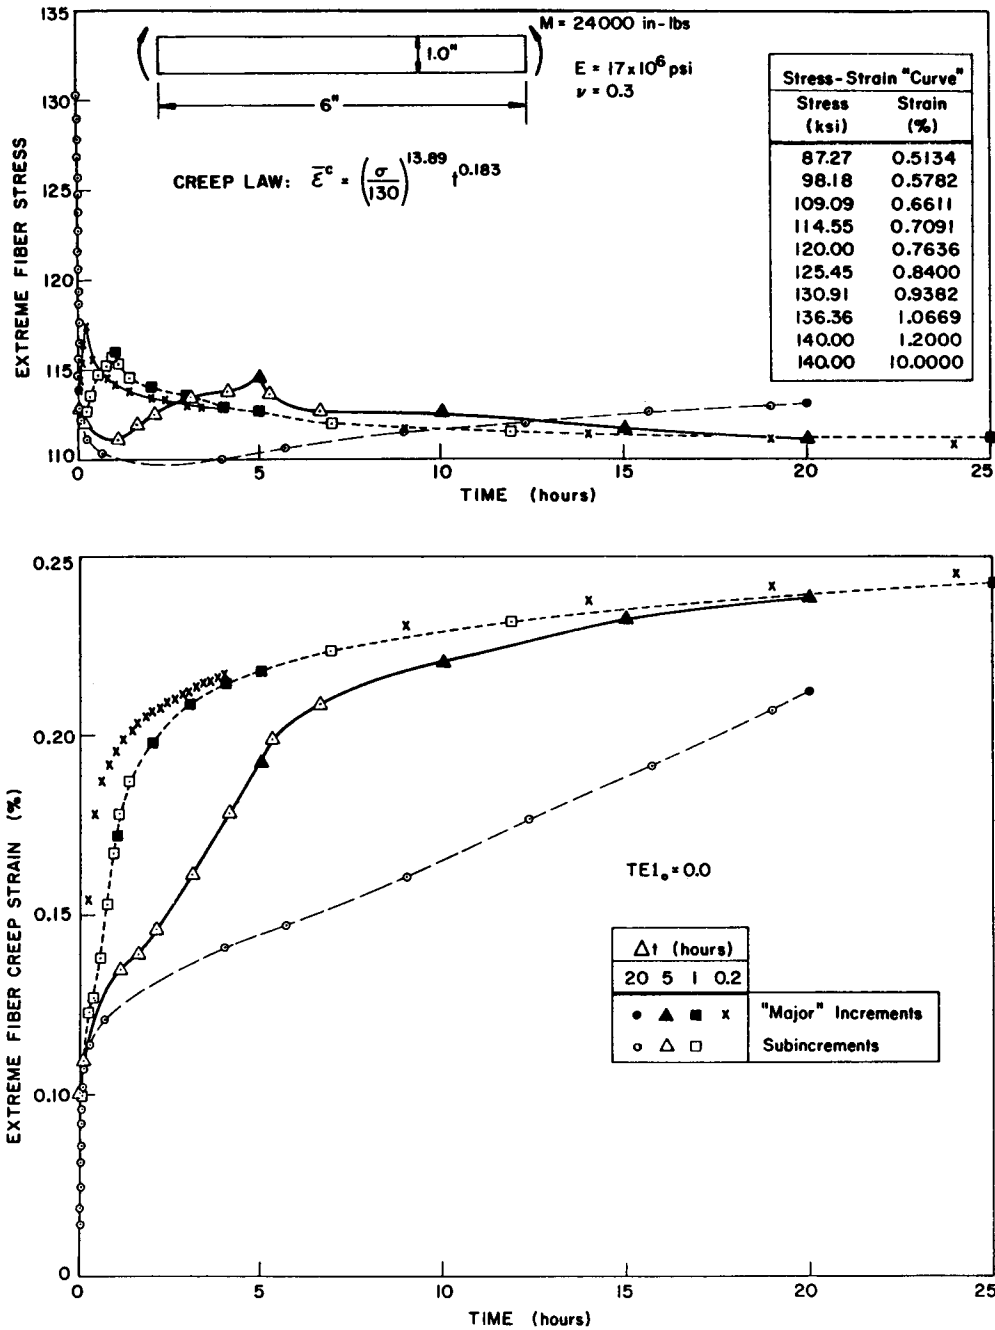 135
130
125
120
115
110
EXTREME FIBER STRESS
M = 24000 in-lbs
1.0"
E = 17x10⁶ psi
ν = 0.3
6"
CREEP LAW: ε̅ᶜ = (σ/130)^13.89 t^0.183
Stress-Strain "Curve"
Stress Strain
(ksi) (%)
87.27 0.5134
98.18 0.5782
109.09 0.6611
114.55 0.7091
120.00 0.7636
125.45 0.8400
130.91 0.9382
136.36 1.0669
140.00 1.2000
140.00 10.0000
0 5 10 15 20 25
TIME (hours)
0.25
0.20
0.15
0.10
0
EXTREME FIBER CREEP STRAIN (%)
TE1₀ = 0.0
Δt (hours)
20 5 1 0.2
"Major" Increments
Subincrements
0 5 10 15 20 25
TIME (hours)